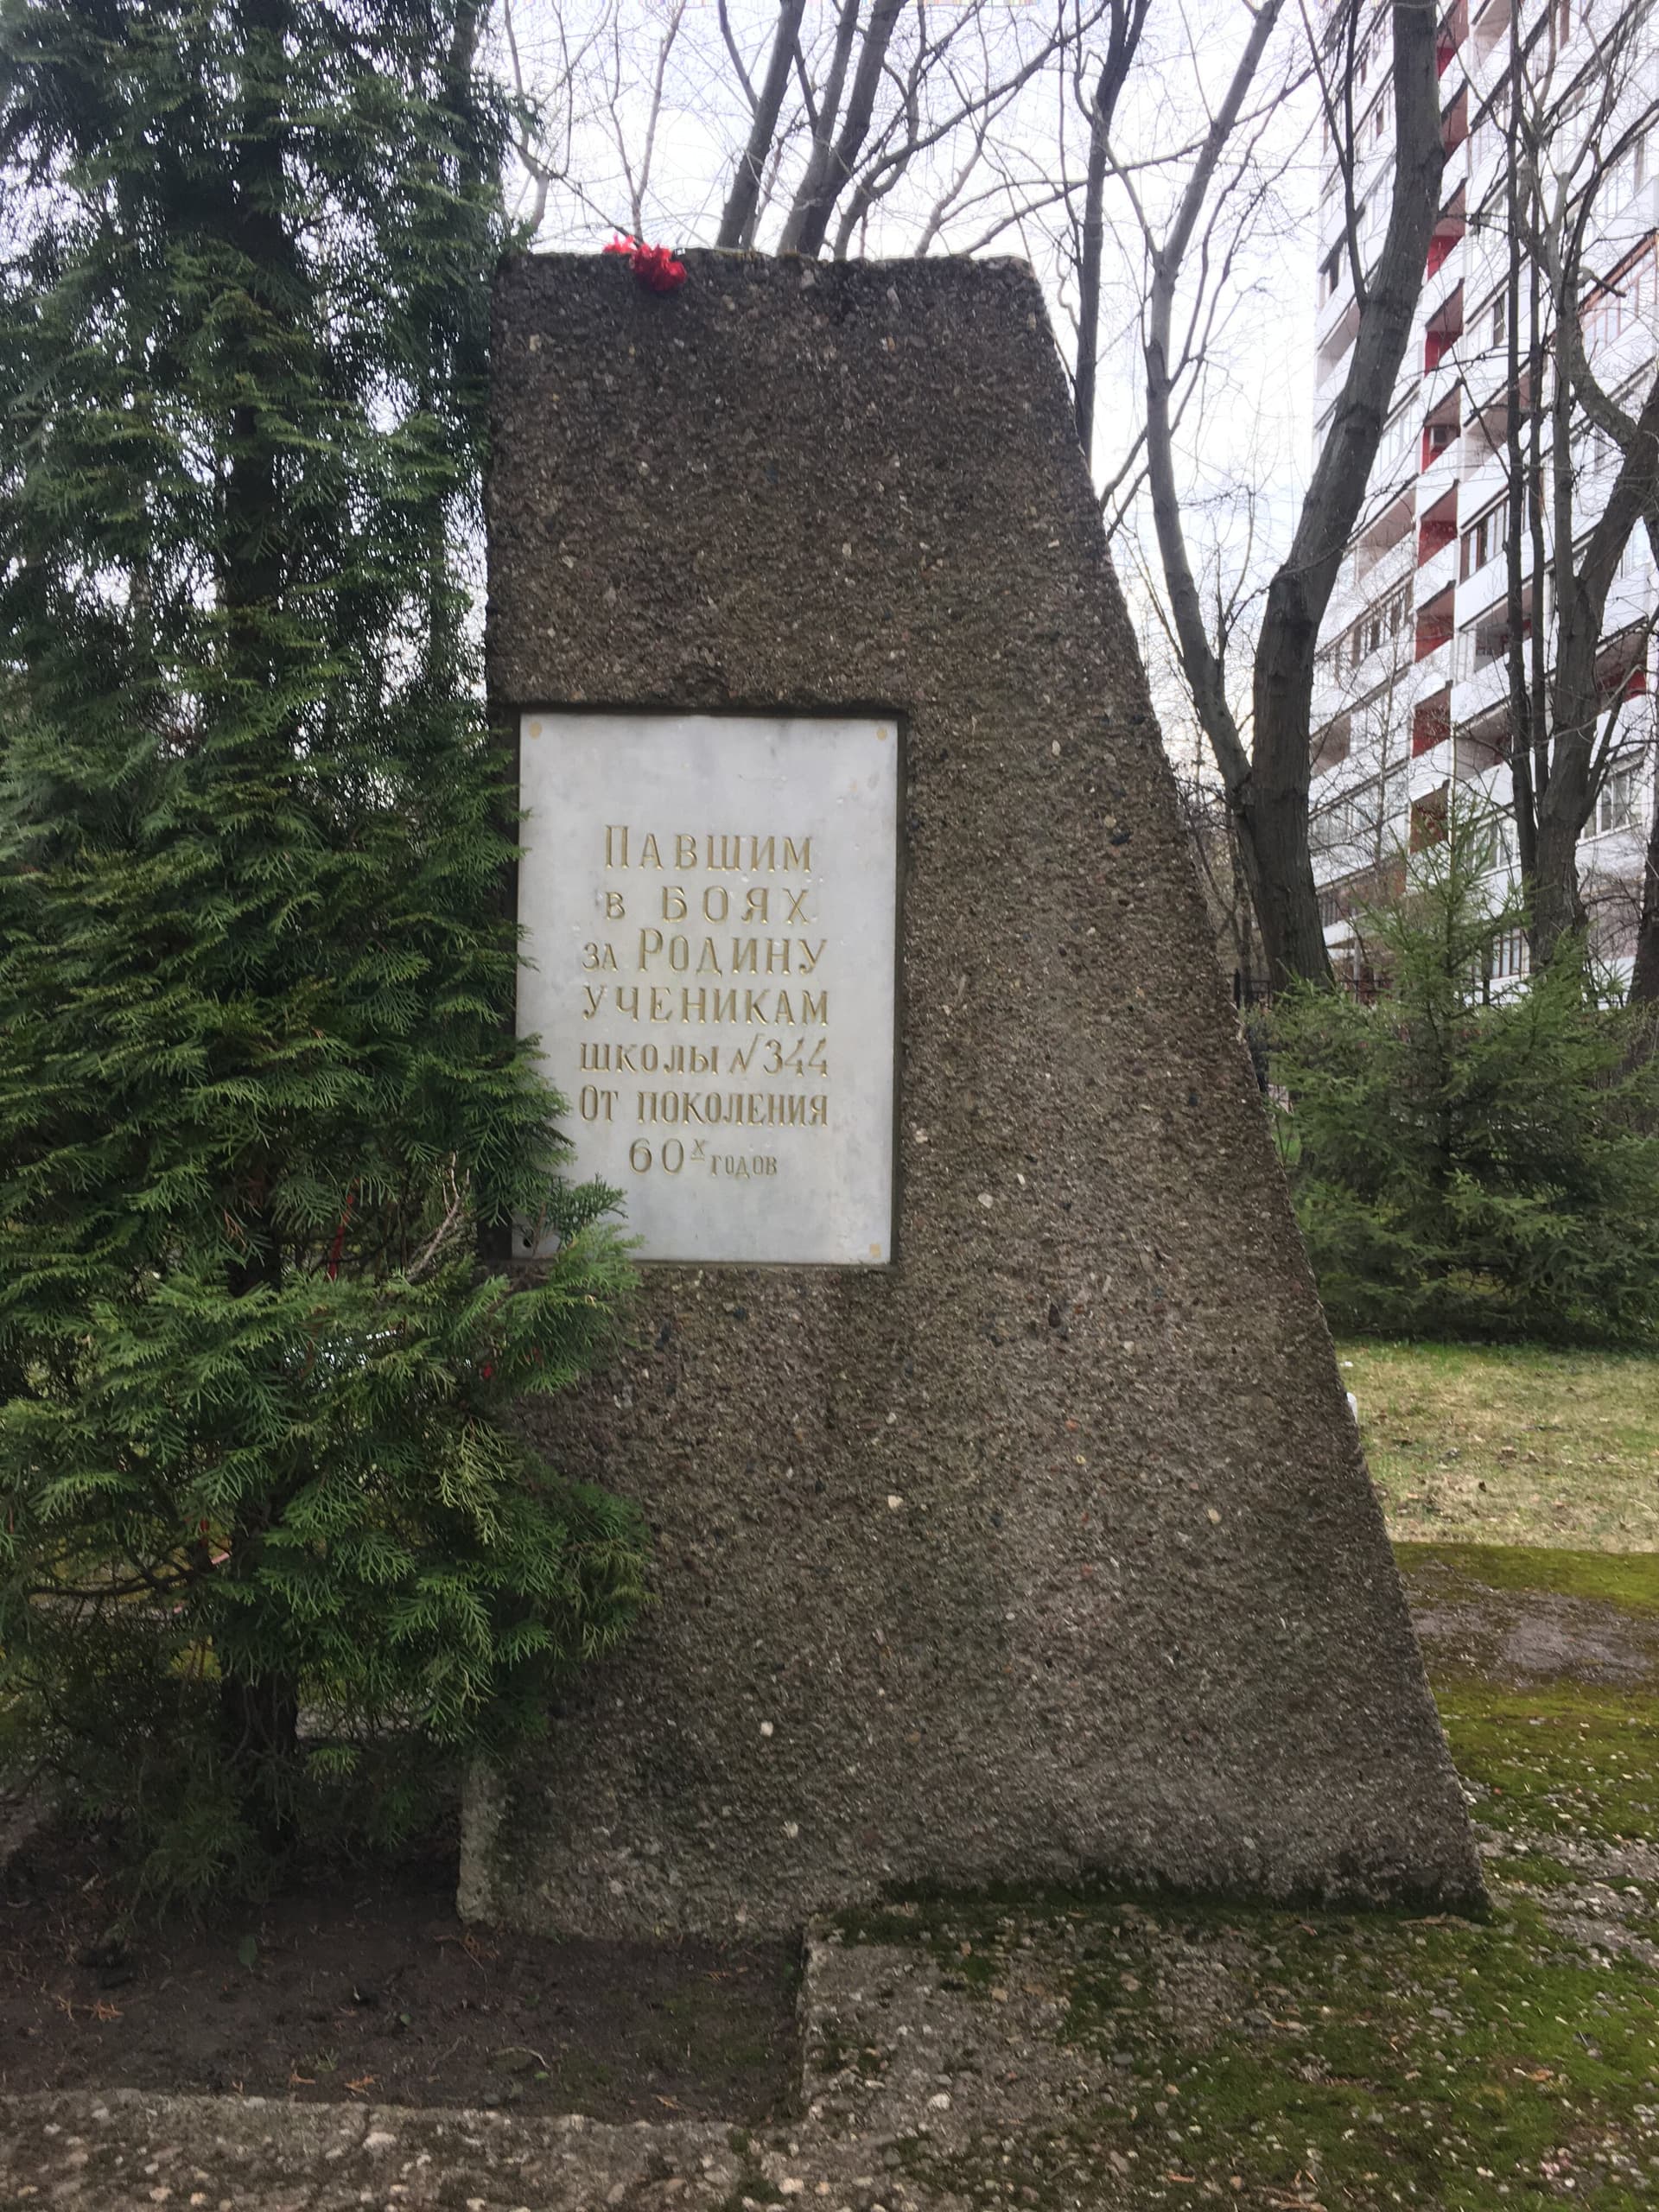 ПАВШИМ
в БОЯХ
за РОДИНУ
УЧЕНИКАМ
школы №344
От поколения
60х годов